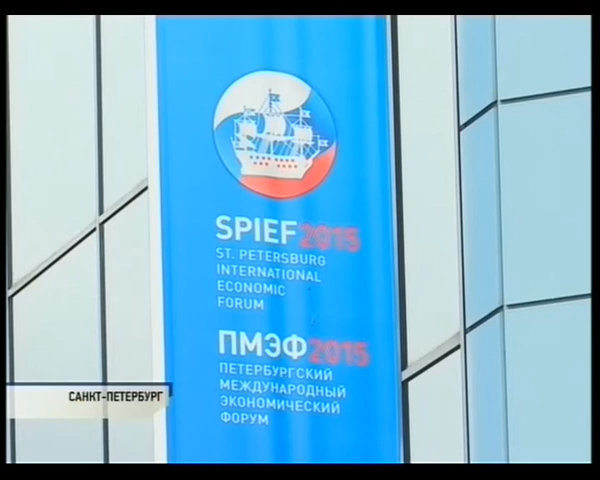 SPIEF2015
ST. PETERSBURG
INTERNATIONAL
ECONOMIC
FORUM
ПМЭФ2015
ПЕТЕРБУРГСКИЙ
МЕЖДУНАРОДНЫЙ
ЭКОНОМИЧЕСКИЙ
ФОРУМ
САНКТ-ПЕТЕРБУРГ